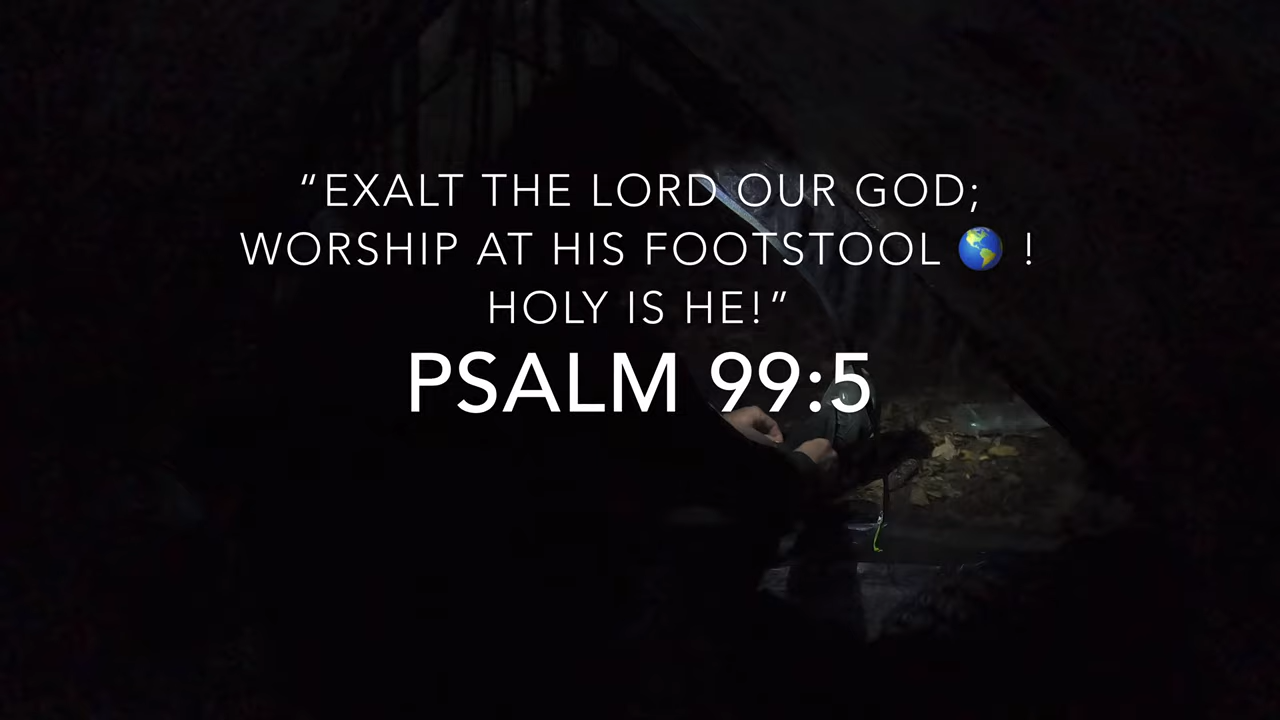 “EXALT THE LORD OUR GOD;
WORSHIP AT HIS FOOTSTOOL 🌎 !
HOLY IS HE!”
PSALM 99:5